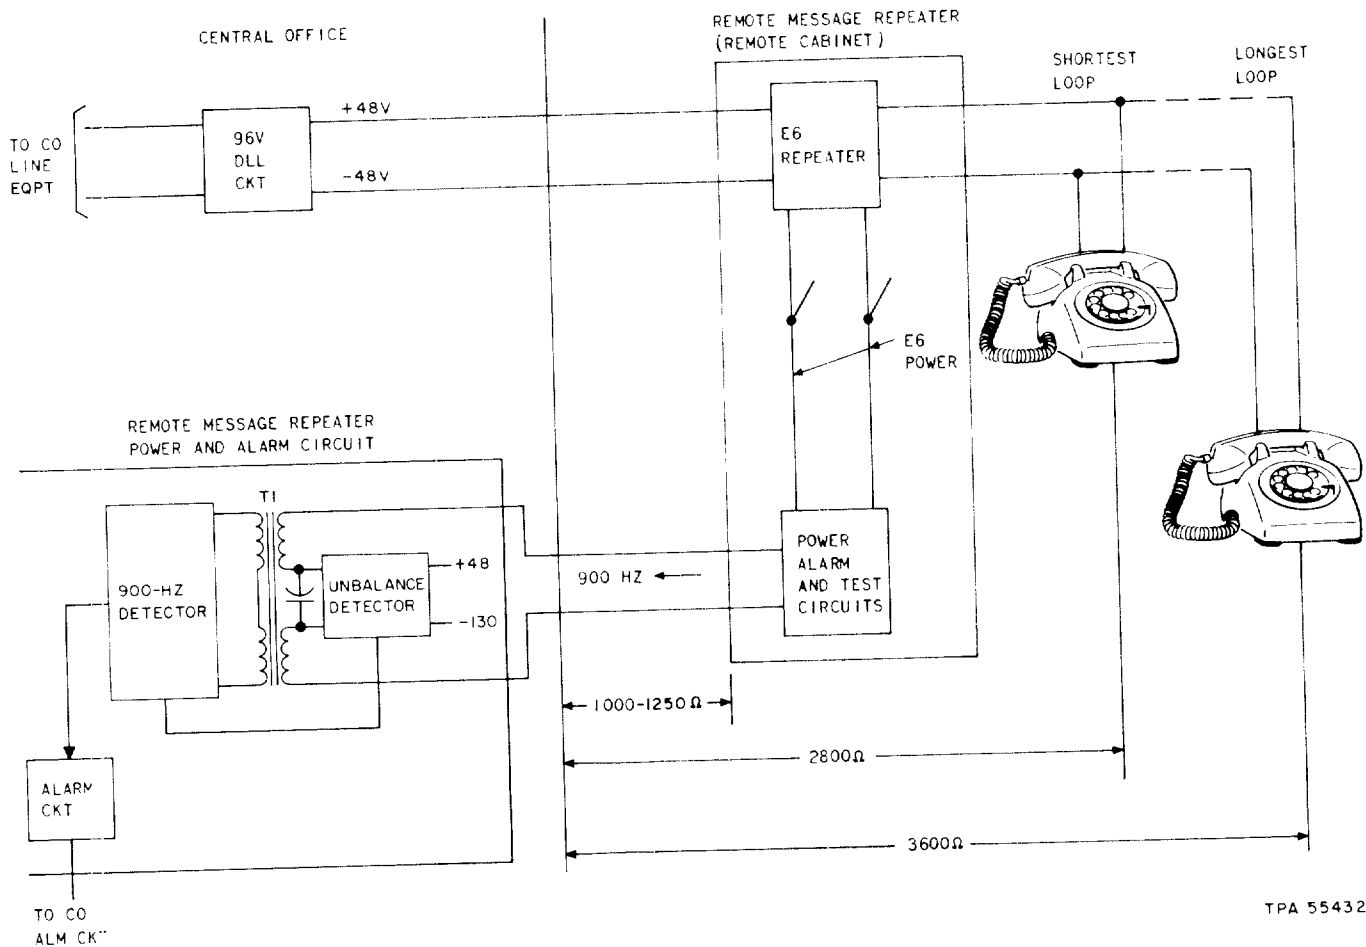 CENTRAL OFFICE
REMOTE MESSAGE REPEATER
(REMOTE CABINET)
SHORTEST
LOOP
LONGEST
LOOP
TO CO
LINE
EQPT
96V
DLL
CKT
+48V
-48V
E6
REPEATER
E6
POWER
REMOTE MESSAGE REPEATER
POWER AND ALARM CIRCUIT
T1
900-HZ
DETECTOR
UNBALANCE
DETECTOR
+48
-130
900 HZ
POWER
ALARM
AND TEST
CIRCUITS
1000-1250Ω
2800Ω
3600Ω
ALARM
CKT
TO CO
ALM CK
TPA 55432